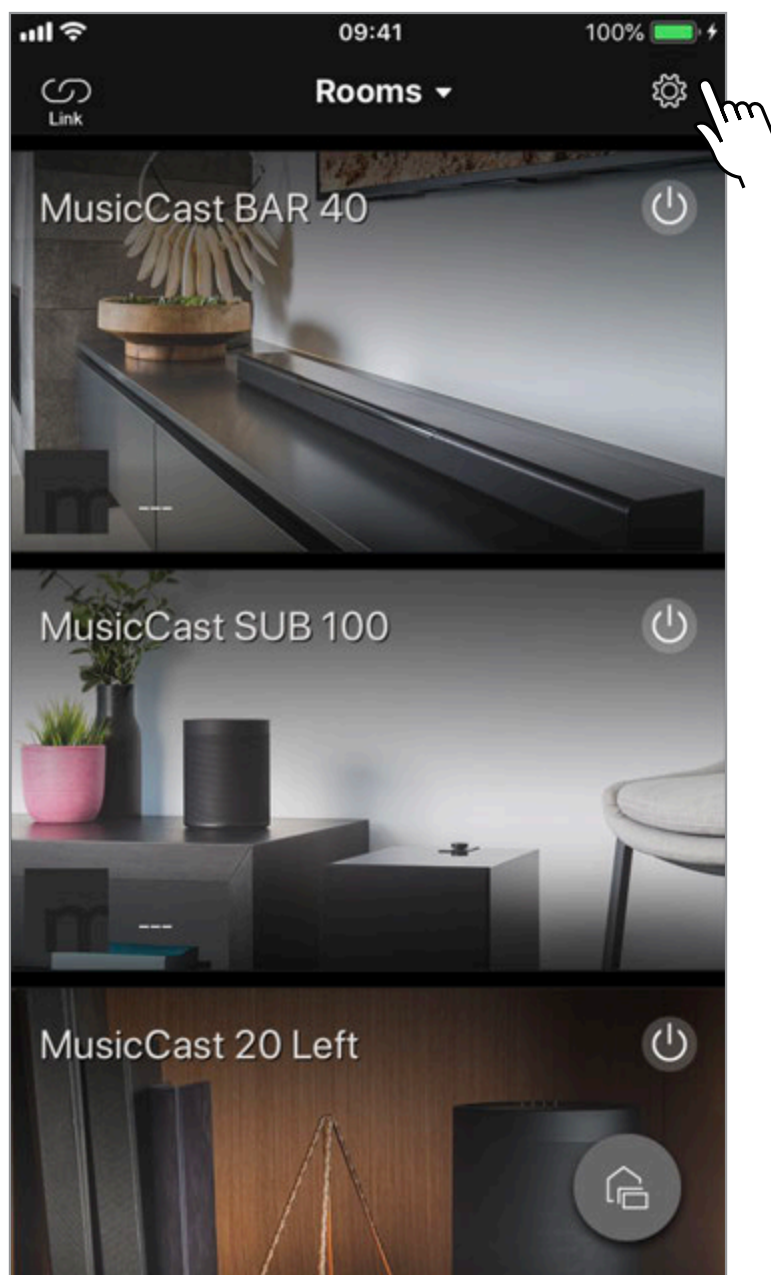 09:41
100%
Rooms
Link
MusicCast BAR 40
m
---
MusicCast SUB 100
m
---
MusicCast 20 Left